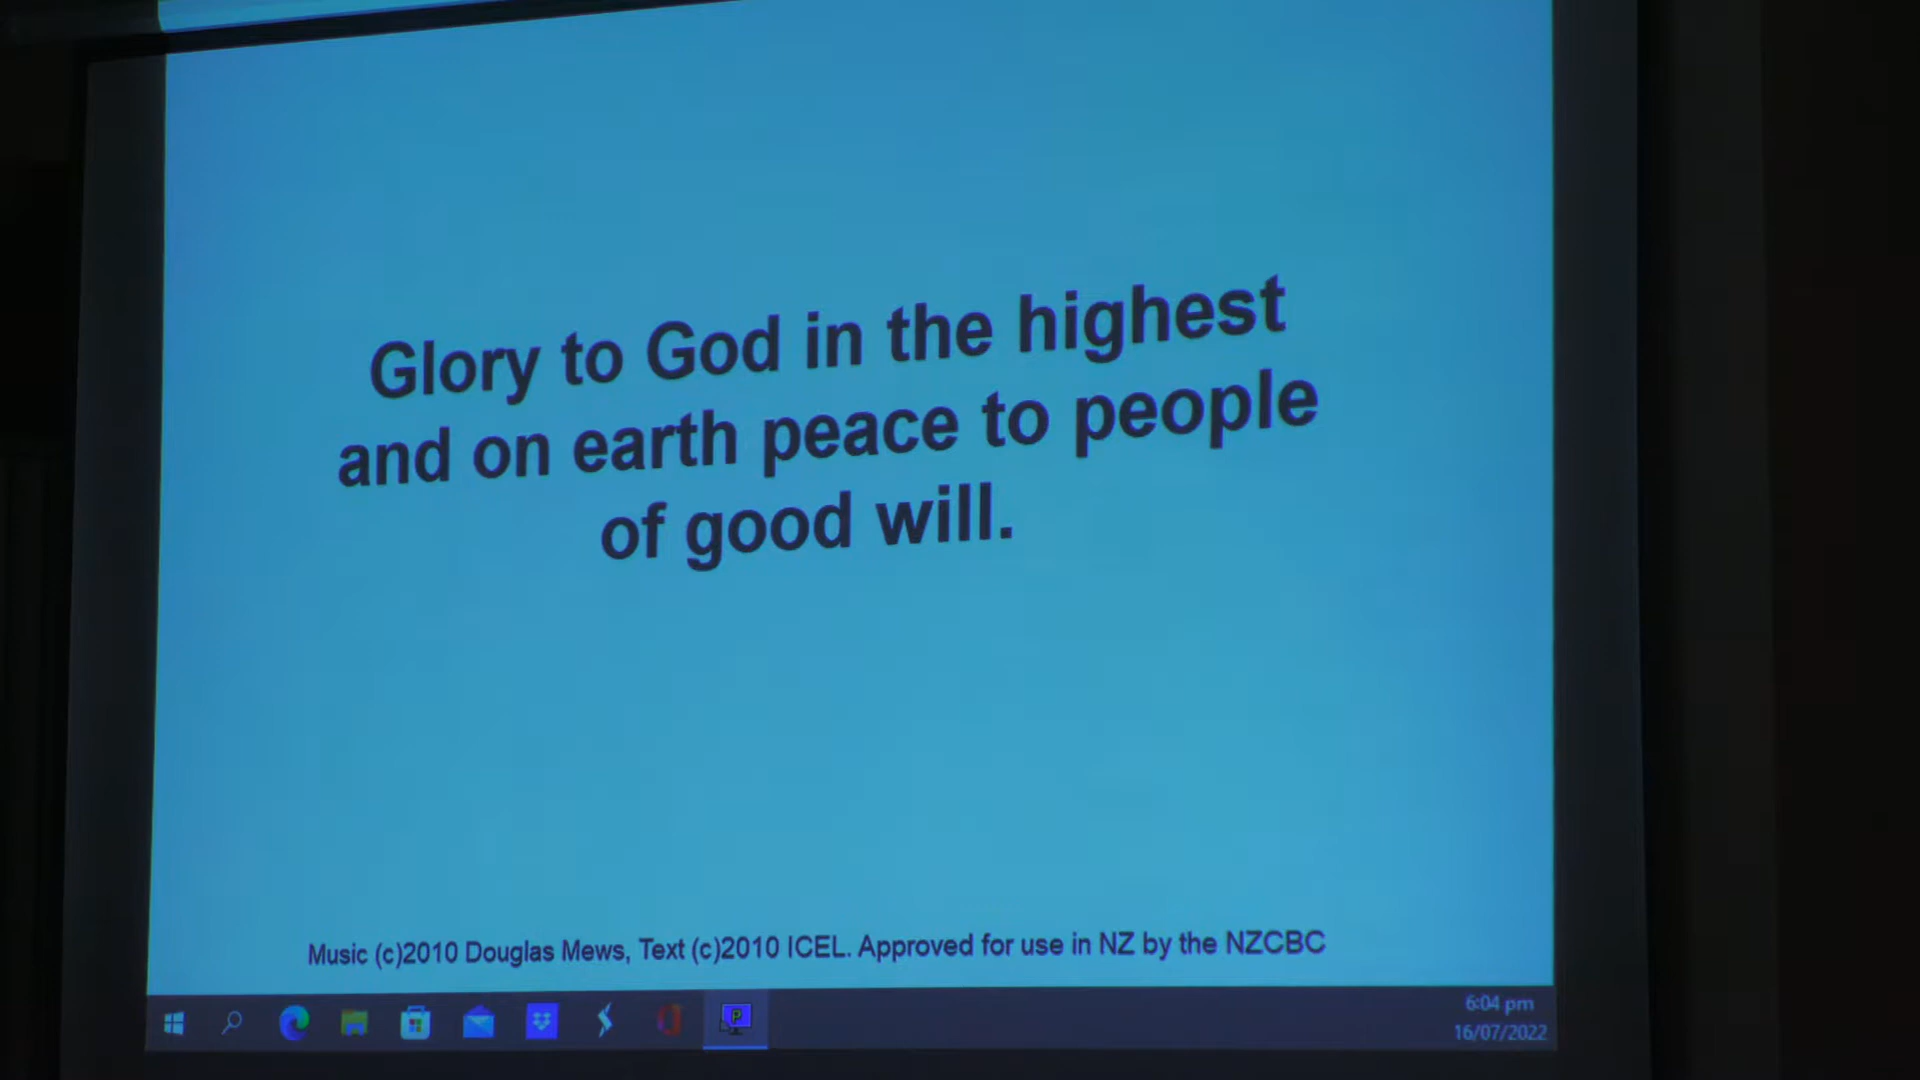 Glory to God in the highest
and on earth peace to people
of good will.
Music (c)2010 Douglas Mews, Text (c)2010 ICEL. Approved for use in NZ by the NZCBC
P
6:04 pm
16/07/2022